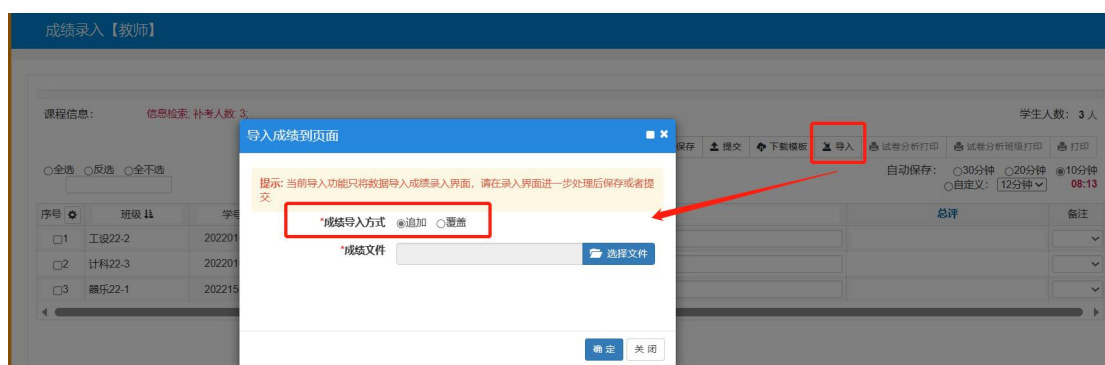 成绩录入【教师】
课程信息： 信息检索; 补考人数: 3; 学生人数：3 人
导入成绩到页面
保存 提交 下载模板 导入 试卷分析打印 试卷分析班级打印 打印
全选 反选 全不选
自动保存： 30分钟 20分钟 10分钟
自定义： 12分钟 08:13
提示: 当前导入功能只将数据导入成绩录入界面，请在录入界面进一步处理后保存或者提
交.
*成绩导入方式 追加 覆盖
*成绩文件 选择文件
序号 班级 学号 总评 备注
1 工设22-2 202201
2 计科22-3 202201
3 器乐22-1 202215
确 定 关 闭